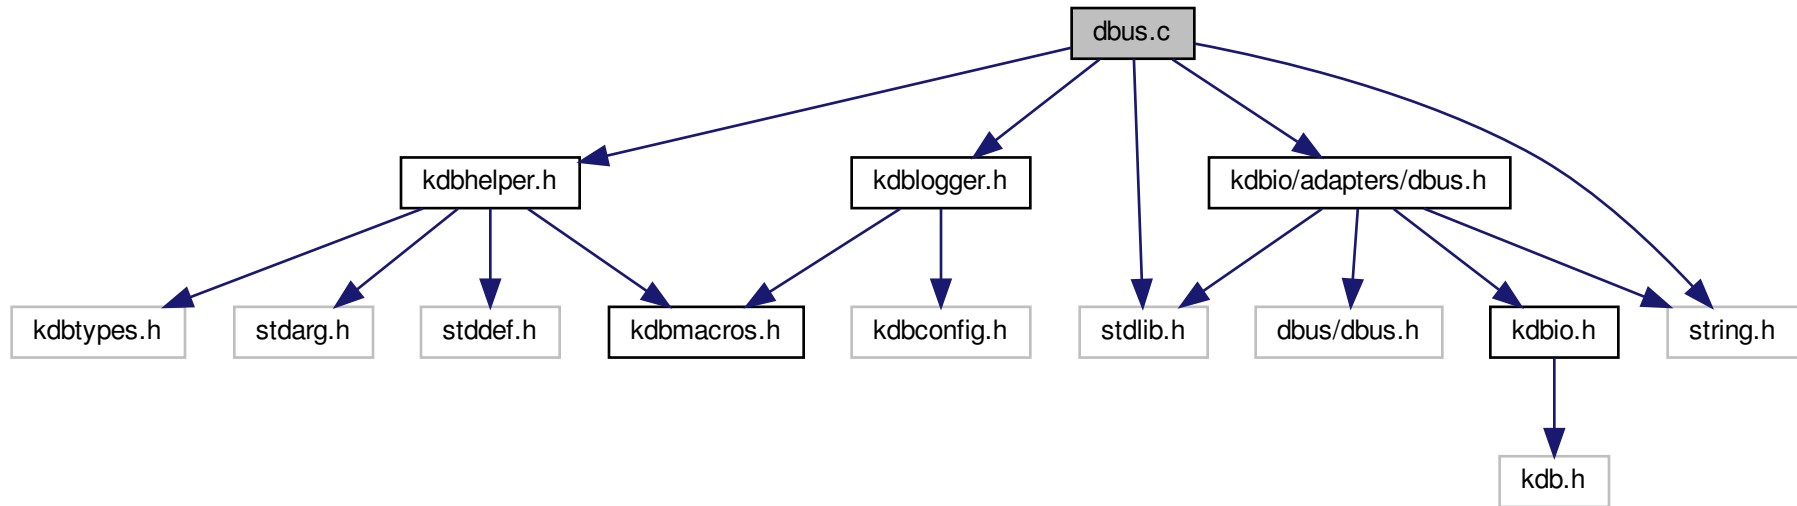 dbus.c
kdbhelper.h
kdblogger.h
kdbio/adapters/dbus.h
kdbtypes.h
stdarg.h
stddef.h
kdbmacros.h
kdbconfig.h
stdlib.h
dbus/dbus.h
kdbio.h
string.h
kdb.h